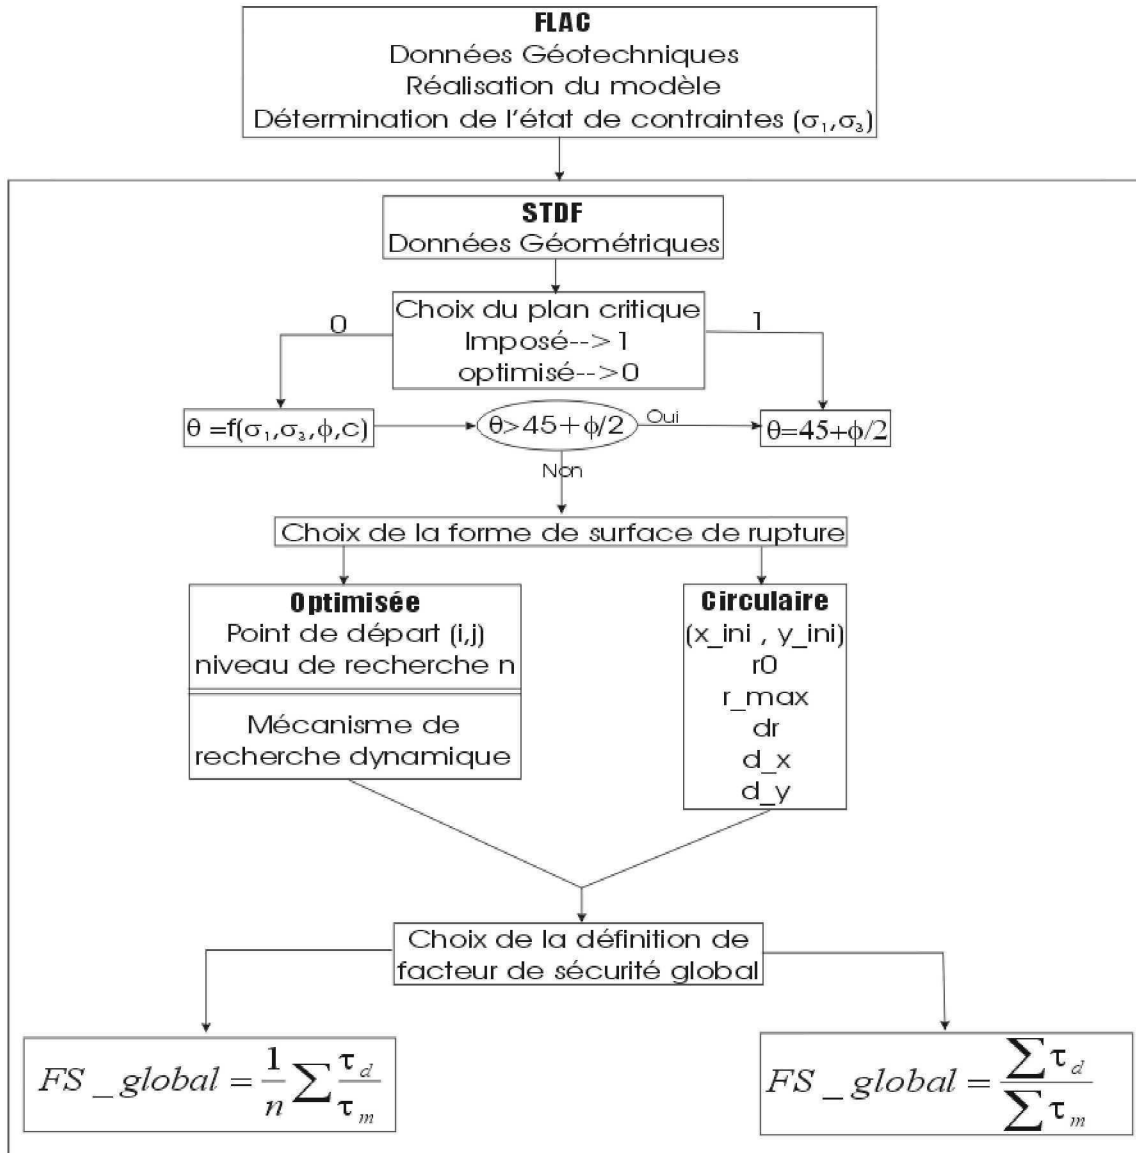 FLAC
Données Géotechniques
Réalisation du modèle
Détermination de l'état de contraintes (σ₁,σ₃)
STDF
Données Géométriques
Choix du plan critique
Imposé-->1
optimisé-->0
0
1
θ =f(σ₁,σ₃,ϕ,c)
θ>45+ϕ/2
Oui
θ=45+ϕ/2
Non
Choix de la forme de surface de rupture
Optimisée
Point de départ (i,j)
niveau de recherche n
Mécanisme de
recherche dynamique
Circulaire
(x_ini , y_ini)
r0
r_max
dr
d_x
d_y
Choix de la définition de
facteur de sécurité global
FS _ global = 1/n ∑ τ_d/τ_m
FS _ global = ∑ τ_d / ∑ τ_m